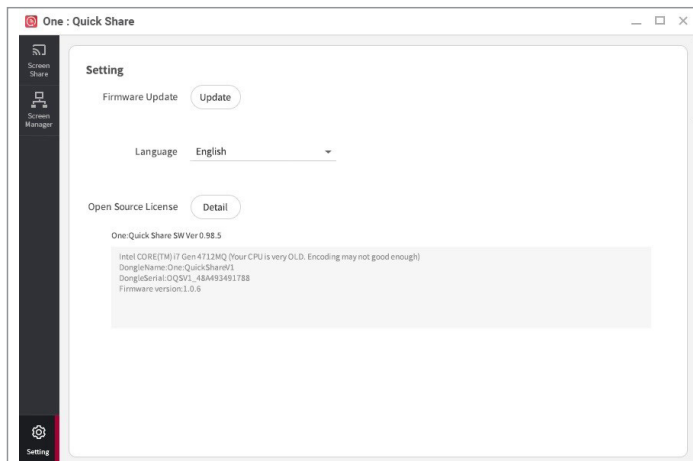 One : Quick Share
Screen
Share
Screen
Manager
Setting
Firmware Update Update
Language English
Open Source License Detail
One:Quick Share SW Ver 0.98.5
Intel CORE(TM) i7 Gen 4712MQ (Your CPU is very OLD. Encoding may not good enough)
DongleName:One:QuickShareV1
DongleSerial:OQSV1_48A493491788
Firmware version:1.0.6
Setting